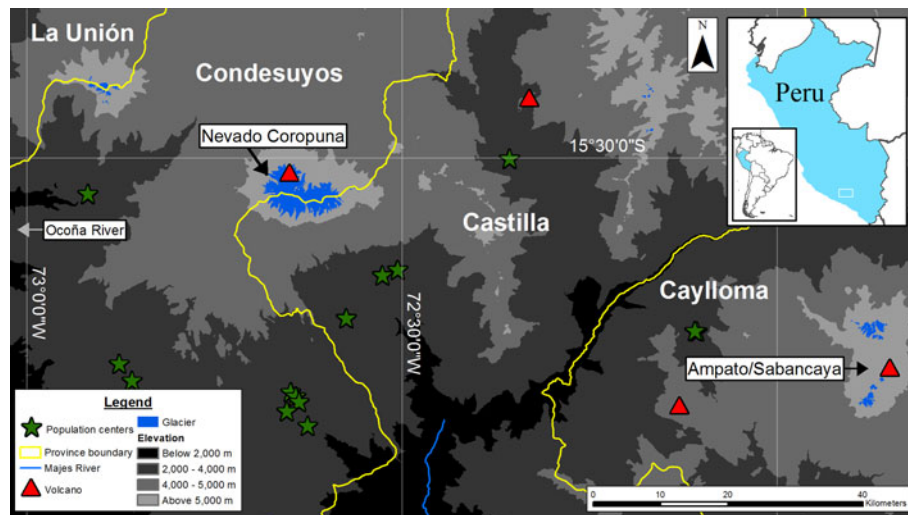 La Unión
Condesuyos
N
Peru
Nevado Coropuna
15°30'0"S
Castilla
Ocoña River
73°0'0"W
72°30'0"W
Caylloma
Ampato/Sabancaya
Legend
Population centers
Province boundary
Majes River
Volcano
Glacier
Elevation
Below 2,000 m
2,000 - 4,000 m
4,000 - 5,000 m
Above 5,000 m
0 10 20 40
Kilometers